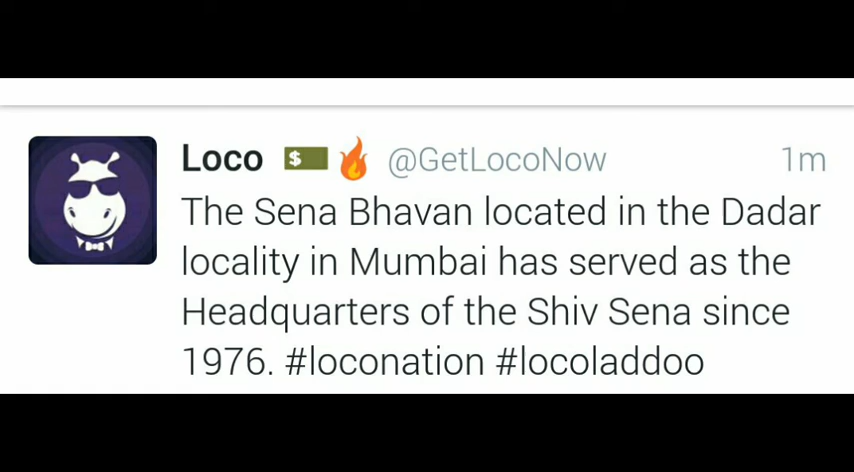 Loco 💵🔥 @GetLocoNow 1m
The Sena Bhavan located in the Dadar
locality in Mumbai has served as the
Headquarters of the Shiv Sena since
1976. #loconation #locoladdoo